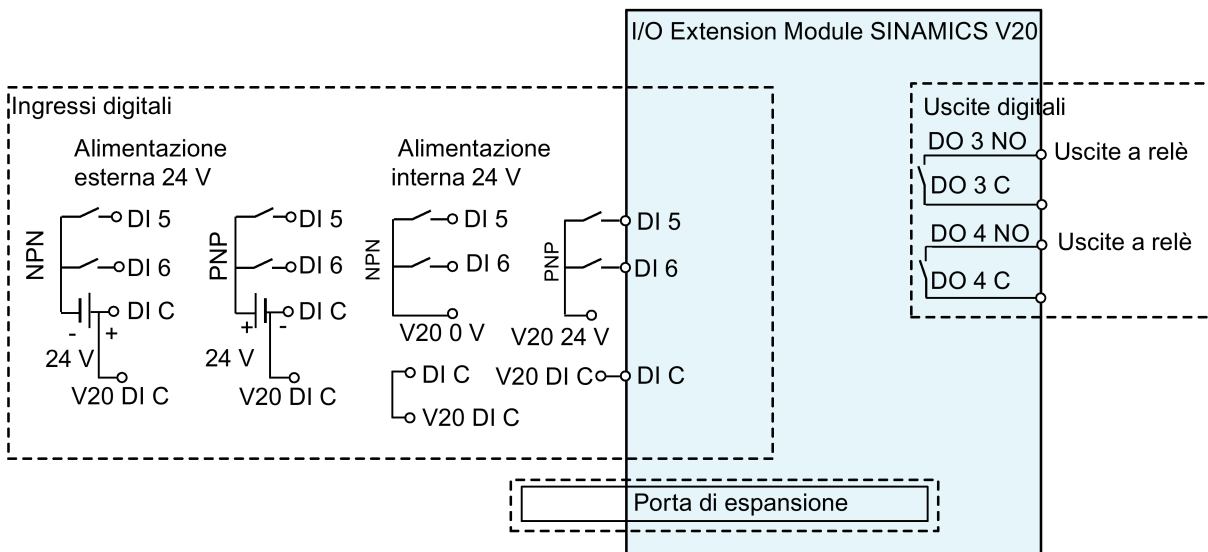 I/O Extension Module SINAMICS V20
Ingressi digitali
Alimentazione
esterna 24 V
NPN
DI 5
DI 6
DI C
-
+
24 V
V20 DI C
PNP
DI 5
DI 6
DI C
+
-
24 V
V20 DI C
Alimentazione
interna 24 V
NPN
DI 5
DI 6
V20 0 V
DI C
V20 DI C
PNP
V20 24 V
V20 DI C
DI 5
DI 6
DI C
Uscite digitali
DO 3 NO
Uscite a relè
DO 3 C
DO 4 NO
Uscite a relè
DO 4 C
Porta di espansione